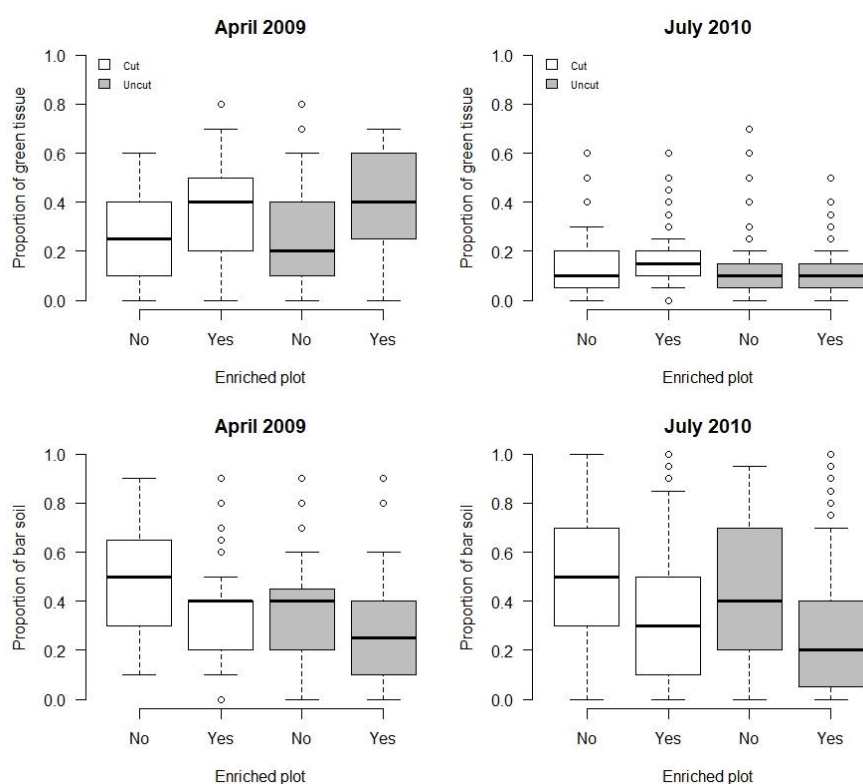 April 2009
Proportion of green tissue
1.0
0.8
0.6
0.4
0.2
0.0
Cut
Uncut
No Yes No Yes
Enriched plot
July 2010
Proportion of green tissue
1.0
0.8
0.6
0.4
0.2
0.0
Cut
Uncut
No Yes No Yes
Enriched plot
April 2009
Proportion of bar soil
1.0
0.8
0.6
0.4
0.2
0.0
No Yes No Yes
Enriched plot
July 2010
Proportion of bar soil
1.0
0.8
0.6
0.4
0.2
0.0
No Yes No Yes
Enriched plot